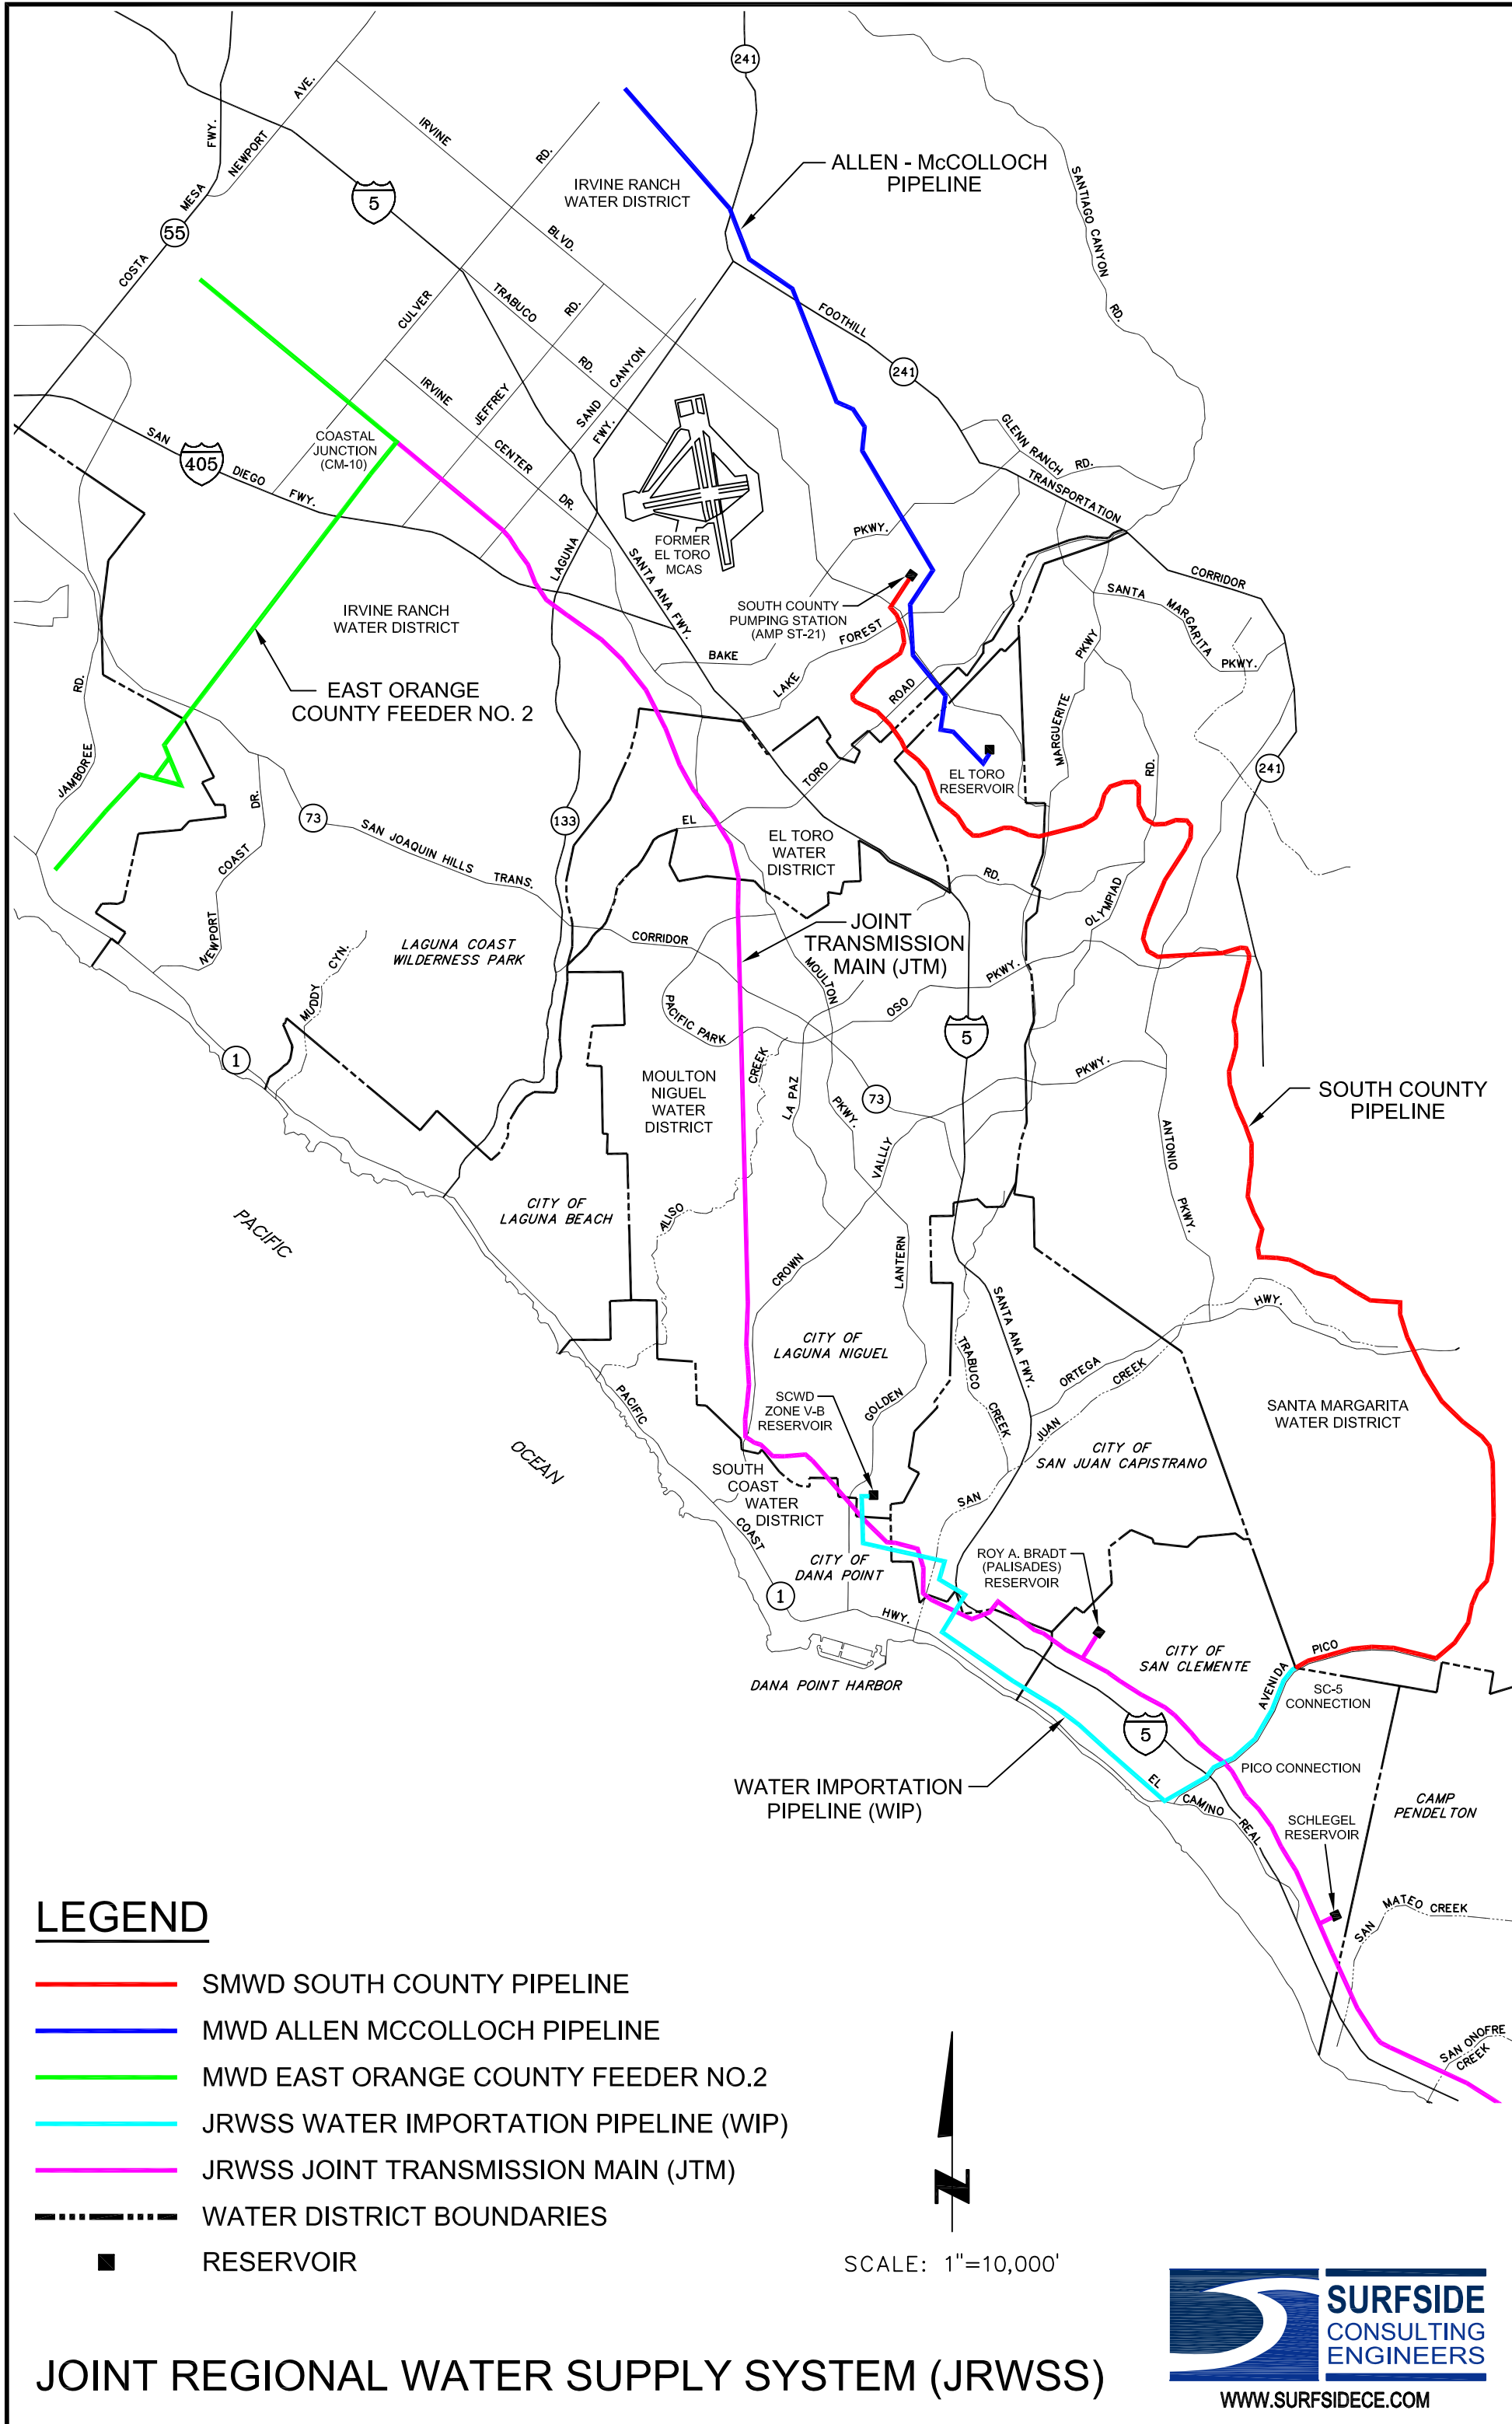 241
AVE.
NEWPORT
FWY.
MESA
55
COSTA
5
IRVINE
BLVD.
RD.
CULVER
IRVINE RANCH
WATER DISTRICT
ALLEN - McCOLLOCH
PIPELINE
SANTIAGO CANYON
RD.
TRABUCO
RD.
RD.
JEFFREY
SAND CANYON
FWY.
FOOTHILL
241
IRVINE
CENTER
DR.
SAN
405
DIEGO
FWY.
COASTAL
JUNCTION
(CM-10)
GLENN RANCH
RD.
TRANSPORTATION
CORRIDOR
PKWY.
FORMER
EL TORO
MCAS
LAGUNA
SANTA ANA FWY.
SOUTH COUNTY
PUMPING STATION
(AMP ST-21)
BAKE
LAKE
FOREST
SANTA
MARGARITA
PKWY.
IRVINE RANCH
WATER DISTRICT
EAST ORANGE
COUNTY FEEDER NO. 2
RD.
JAMBOREE
ROAD
TORO
EL
PKWY
MARGUERITE
RD.
OLYMPIAD
241
EL TORO
RESERVOIR
DR.
COAST
NEWPORT
73
SAN JOAQUIN HILLS
TRANS.
CORRIDOR
133
EL TORO
WATER
DISTRICT
RD.
JOINT
TRANSMISSION
MAIN (JTM)
LAGUNA COAST
WILDERNESS PARK
MUDDY
CYN.
1
MOULTON
PKWY.
PACIFIC PARK
OSO
PKWY.
5
CREEK
ALISO
LA PAZ
73
PKWY.
MOULTON
NIGUEL
WATER
DISTRICT
VALLLY
CROWN
ANTONIO
PKWY.
SOUTH COUNTY
PIPELINE
CITY OF
LAGUNA BEACH
PACIFIC
OCEAN
LANTERN
GOLDEN
SANTA ANA FWY.
TRABUCO
CREEK
HWY.
ORTEGA
CREEK
JUAN
SAN
CITY OF
LAGUNA NIGUEL
SCWD
ZONE V-B
RESERVOIR
CITY OF
SAN JUAN CAPISTRANO
SANTA MARGARITA
WATER DISTRICT
PACIFIC
COAST
HWY.
SOUTH
COAST
WATER
DISTRICT
CITY OF
DANA POINT
1
ROY A. BRADT
(PALISADES)
RESERVOIR
DANA POINT HARBOR
CITY OF
SAN CLEMENTE
PICO
AVENIDA
SC-5
CONNECTION
5
PICO CONNECTION
WATER IMPORTATION
PIPELINE (WIP)
EL
CAMINO
REAL
SCHLEGEL
RESERVOIR
CAMP
PENDELTON
SAN
MATEO CREEK
SAN ONOFRE
CREEK
LEGEND
SMWD SOUTH COUNTY PIPELINE
MWD ALLEN MCCOLLOCH PIPELINE
MWD EAST ORANGE COUNTY FEEDER NO.2
JRWSS WATER IMPORTATION PIPELINE (WIP)
JRWSS JOINT TRANSMISSION MAIN (JTM)
WATER DISTRICT BOUNDARIES
RESERVOIR
N
SCALE: 1"=10,000'
JOINT REGIONAL WATER SUPPLY SYSTEM (JRWSS)
SURFSIDE
CONSULTING
ENGINEERS
WWW.SURFSIDECE.COM